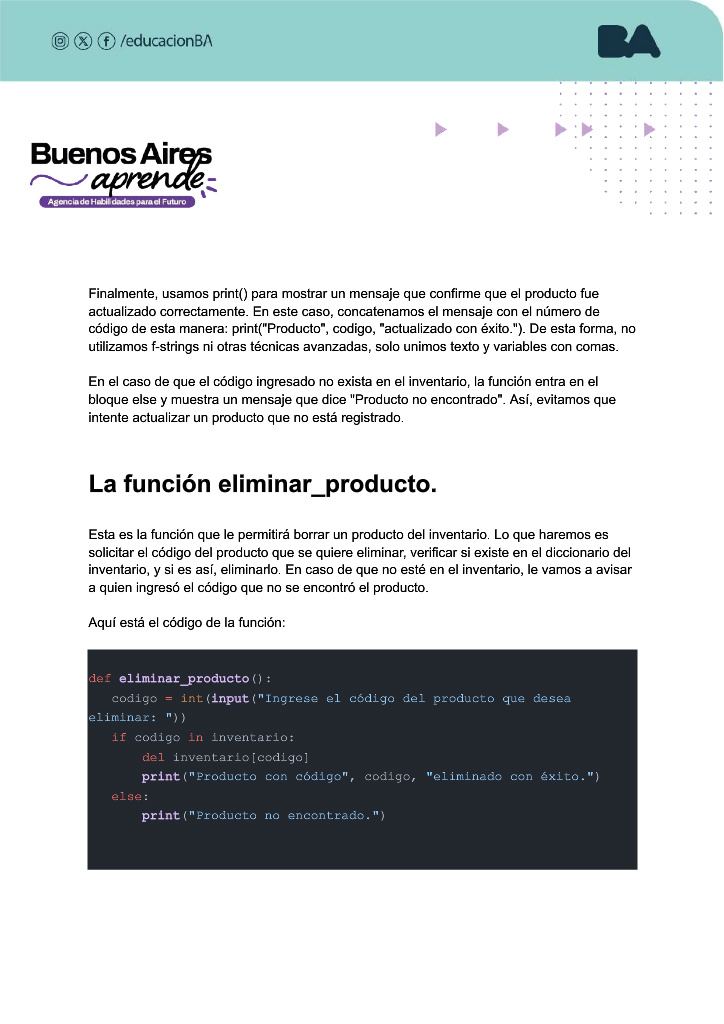 /educacionBA
BA
Buenos Aires
aprende
Agencia de Habilidades para el Futuro
Finalmente, usamos print() para mostrar un mensaje que confirme que el producto fue
actualizado correctamente. En este caso, concatenamos el mensaje con el número de
código de esta manera: print("Producto", codigo, "actualizado con éxito."). De esta forma, no
utilizamos f-strings ni otras técnicas avanzadas, solo unimos texto y variables con comas.
En el caso de que el código ingresado no exista en el inventario, la función entra en el
bloque else y muestra un mensaje que dice "Producto no encontrado". Así, evitamos que
intente actualizar un producto que no está registrado.
La función eliminar_producto.
Esta es la función que le permitirá borrar un producto del inventario. Lo que haremos es
solicitar el código del producto que se quiere eliminar, verificar si existe en el diccionario del
inventario, y si es así, eliminarlo. En caso de que no esté en el inventario, le vamos a avisar
a quien ingresó el código que no se encontró el producto.
Aquí está el código de la función:
def eliminar_producto():
codigo = int(input("Ingrese el código del producto que desea
eliminar: "))
if codigo in inventario:
del inventario[codigo]
print("Producto con código", codigo, "eliminado con éxito.")
else:
print("Producto no encontrado.")